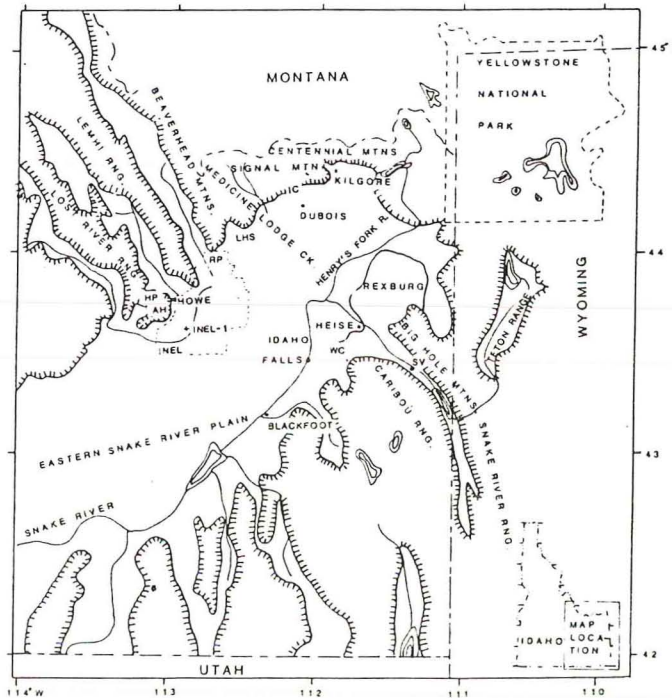 45°
YELLOWSTONE
NATIONAL
PARK
MONTANA
BEAVERHEAD MTNS.
LEMHI RNG.
LOST RIVER RNG.
CENTENNIAL MTNS
SIGNAL MTN
MEDICINE LODGE CK
IC
KILGORE
DUBOIS
LHS
RP
HENRY'S FORK R.
44
WYOMING
HP
HOWE
AH
INEL-1
INEL
REXBURG
TETON RANGE
HEISE
IDAHO
FALLS
WC
BIG HOLE MTNS
SV
CARIBOU RNG.
SNAKE RIVER RNG.
BLACKFOOT
EASTERN SNAKE RIVER PLAIN
43
SNAKE RIVER
IDAHO
MAP
LOCA-
TION
42
UTAH
114°W
113
112
111
110